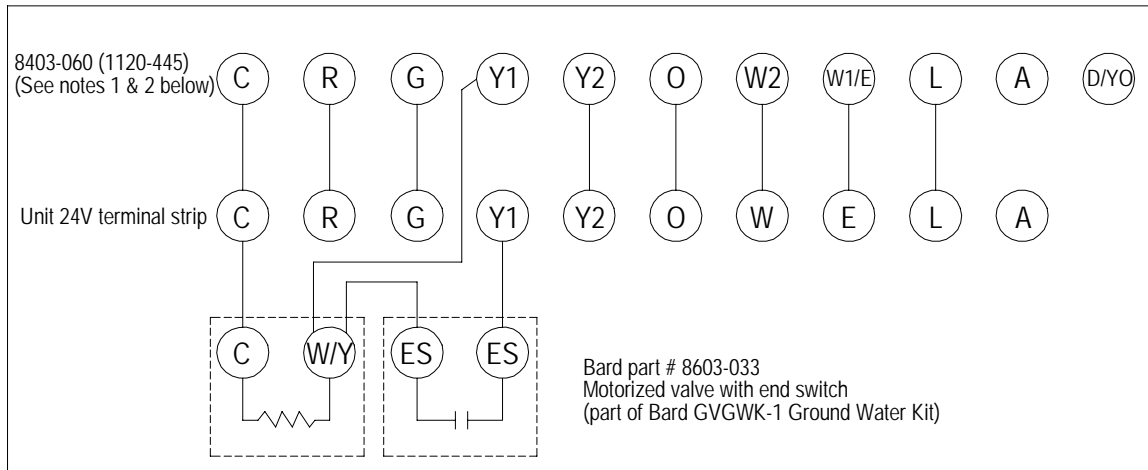 8403-060 (1120-445)
(See notes 1 & 2 below)
C R G Y1 Y2 O W2 W1/E L A D/YO
Unit 24V terminal strip
C R G Y1 Y2 O W E L A
C W/Y ES ES
Bard part # 8603-033
Motorized valve with end switch
(part of Bard GVGWK-1 Ground Water Kit)